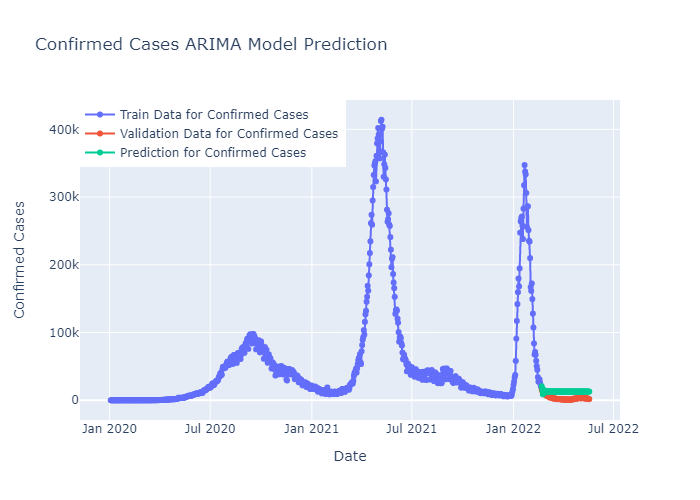 Confirmed Cases ARIMA Model Prediction
Train Data for Confirmed Cases
Validation Data for Confirmed Cases
Prediction for Confirmed Cases
Confirmed Cases
400k
300k
200k
100k
0
Jan 2020
Jul 2020
Jan 2021
Jul 2021
Jan 2022
Jul 2022
Date